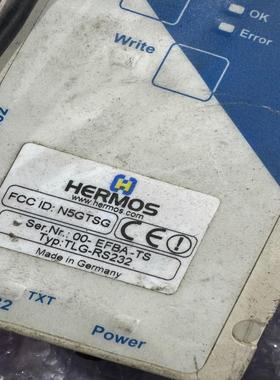 OK
Error
Write
HERMOS
www.hermos.com
FCC ID: N5GTSG
Ser.Nr.: 00- EFBA-TS
Typ:TLG-RS232
Made in Germany
TXT
Power